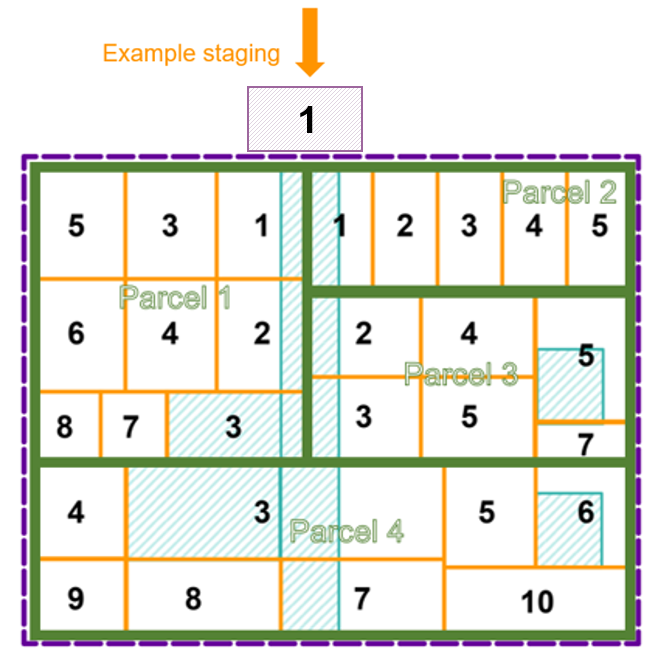 Example staging
1
5 3 1 1 2 3 4 5
Parcel 2
Parcel 1
6 4 2 2 4 5
Parcel 3
8 7 3 3 5 7
4 3 5 6
Parcel 4
9 8 7 10